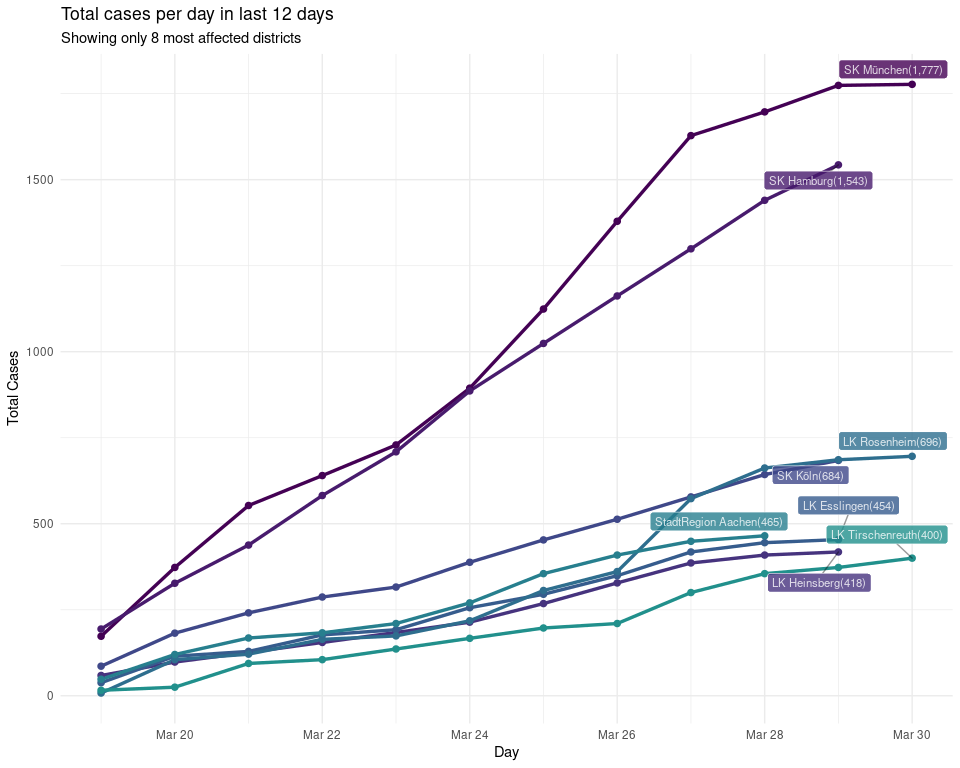 Total cases per day in last 12 days
Showing only 8 most affected districts
SK München(1,777)
SK Hamburg(1,543)
LK Rosenheim(696)
SK Köln(684)
LK Esslingen(454)
StadtRegion Aachen(465)
LK Tirschenreuth(400)
LK Heinsberg(418)
1500
1000
500
0
Total Cases
Mar 20 Mar 22 Mar 24 Mar 26 Mar 28 Mar 30
Day